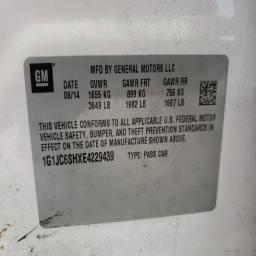 GM
MFD BY GENERAL MOTORS LLC
DATE GVWR GAWR FRT GAWR RR
06/14 1655 KG 899 KG 756 KG
3649 LB 1982 LB 1667 LB
THIS VEHICLE CONFORMS TO ALL APPLICABLE U.S. FEDERAL MOTOR
VEHICLE SAFETY, BUMPER, AND THEFT PREVENTION STANDARDS
IN EFFECT ON THE DATE OF MANUFACTURE SHOWN ABOVE.
1G1JC6SHXE4229439 TYPE: PASS CAR